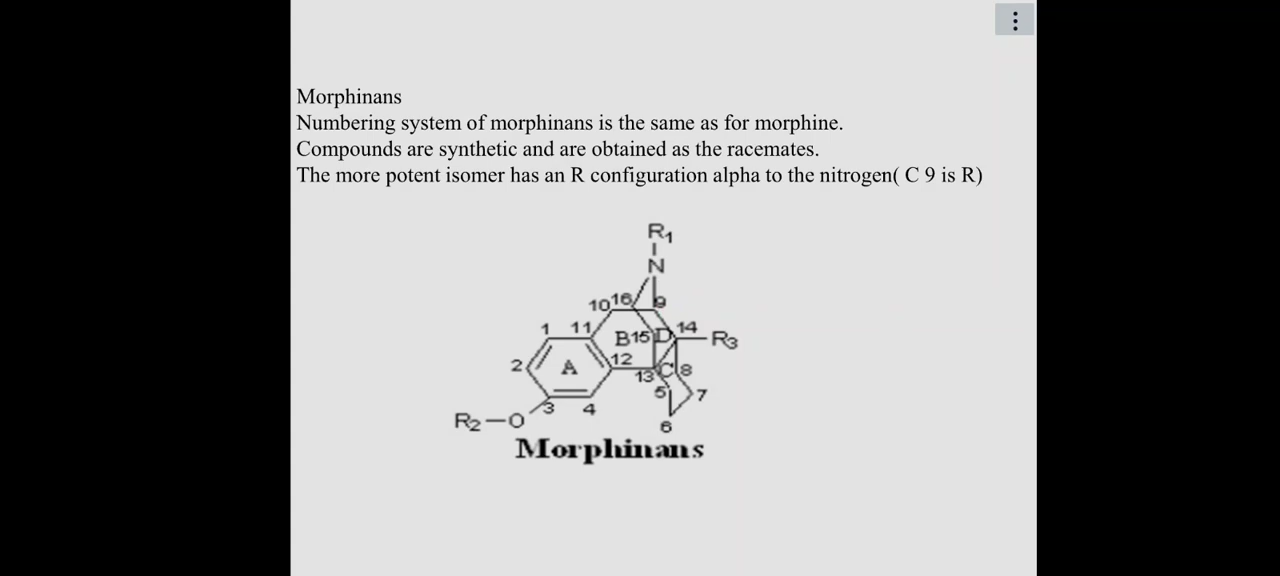 Morphinans
Numbering system of morphinans is the same as for morphine.
Compounds are synthetic and are obtained as the racemates.
The more potent isomer has an R configuration alpha to the nitrogen( C 9 is R)
R1
N
10 16 9
1 11 B 15 D 14 R3
2 A 12 13 C 8
3 4 5 7
R2—O 6
Morphinans